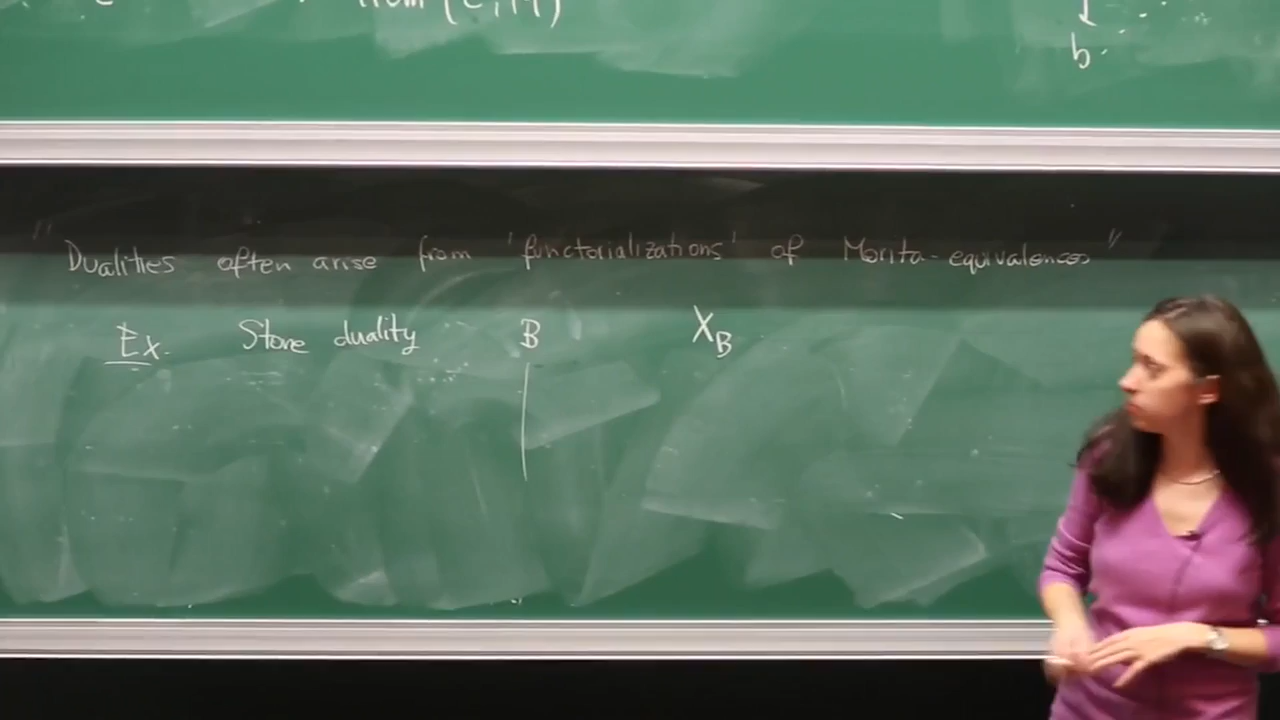 b
"Dualities often arise from 'functorializations' of Morita-equivalences"
Ex. Stone duality B X_B